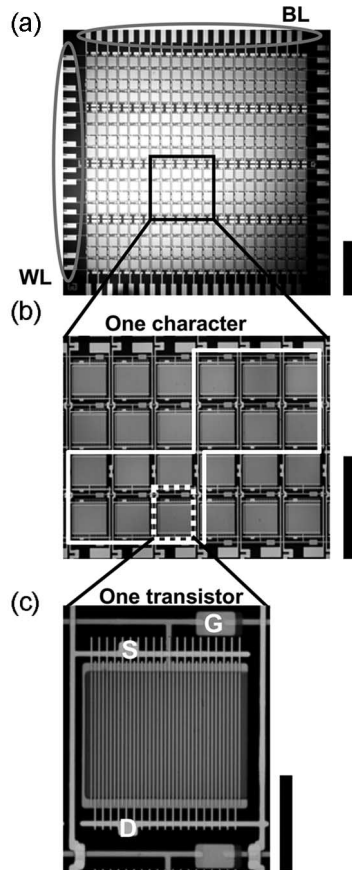 (a)
BL
WL
(b)
One character
(c)
One transistor
G
S
D